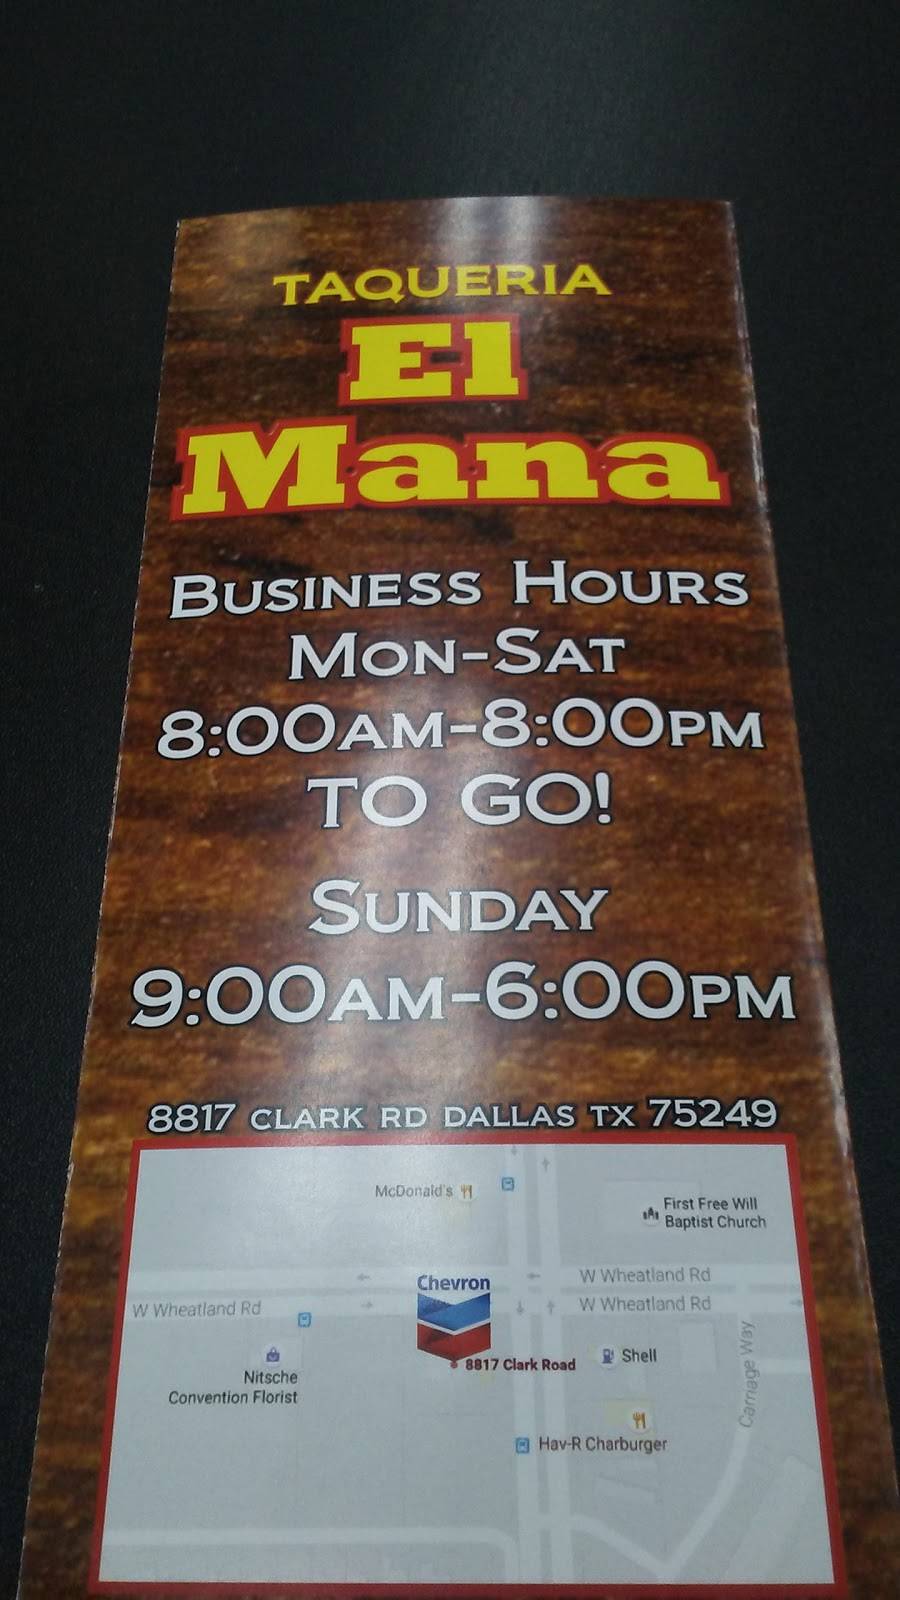 TAQUERIA
El
Mana
BUSINESS HOURS
MON-SAT
8:00AM-8:00PM
TO GO!
SUNDAY
9:00AM-6:00PM
8817 CLARK RD DALLAS TX 75249
McDonald's
First Free Will
Baptist Church
Chevron
W Wheatland Rd
W Wheatland Rd
W Wheatland Rd
8817 Clark Road
Shell
Nitsche
Convention Florist
Carriage Way
Hav-R Charburger